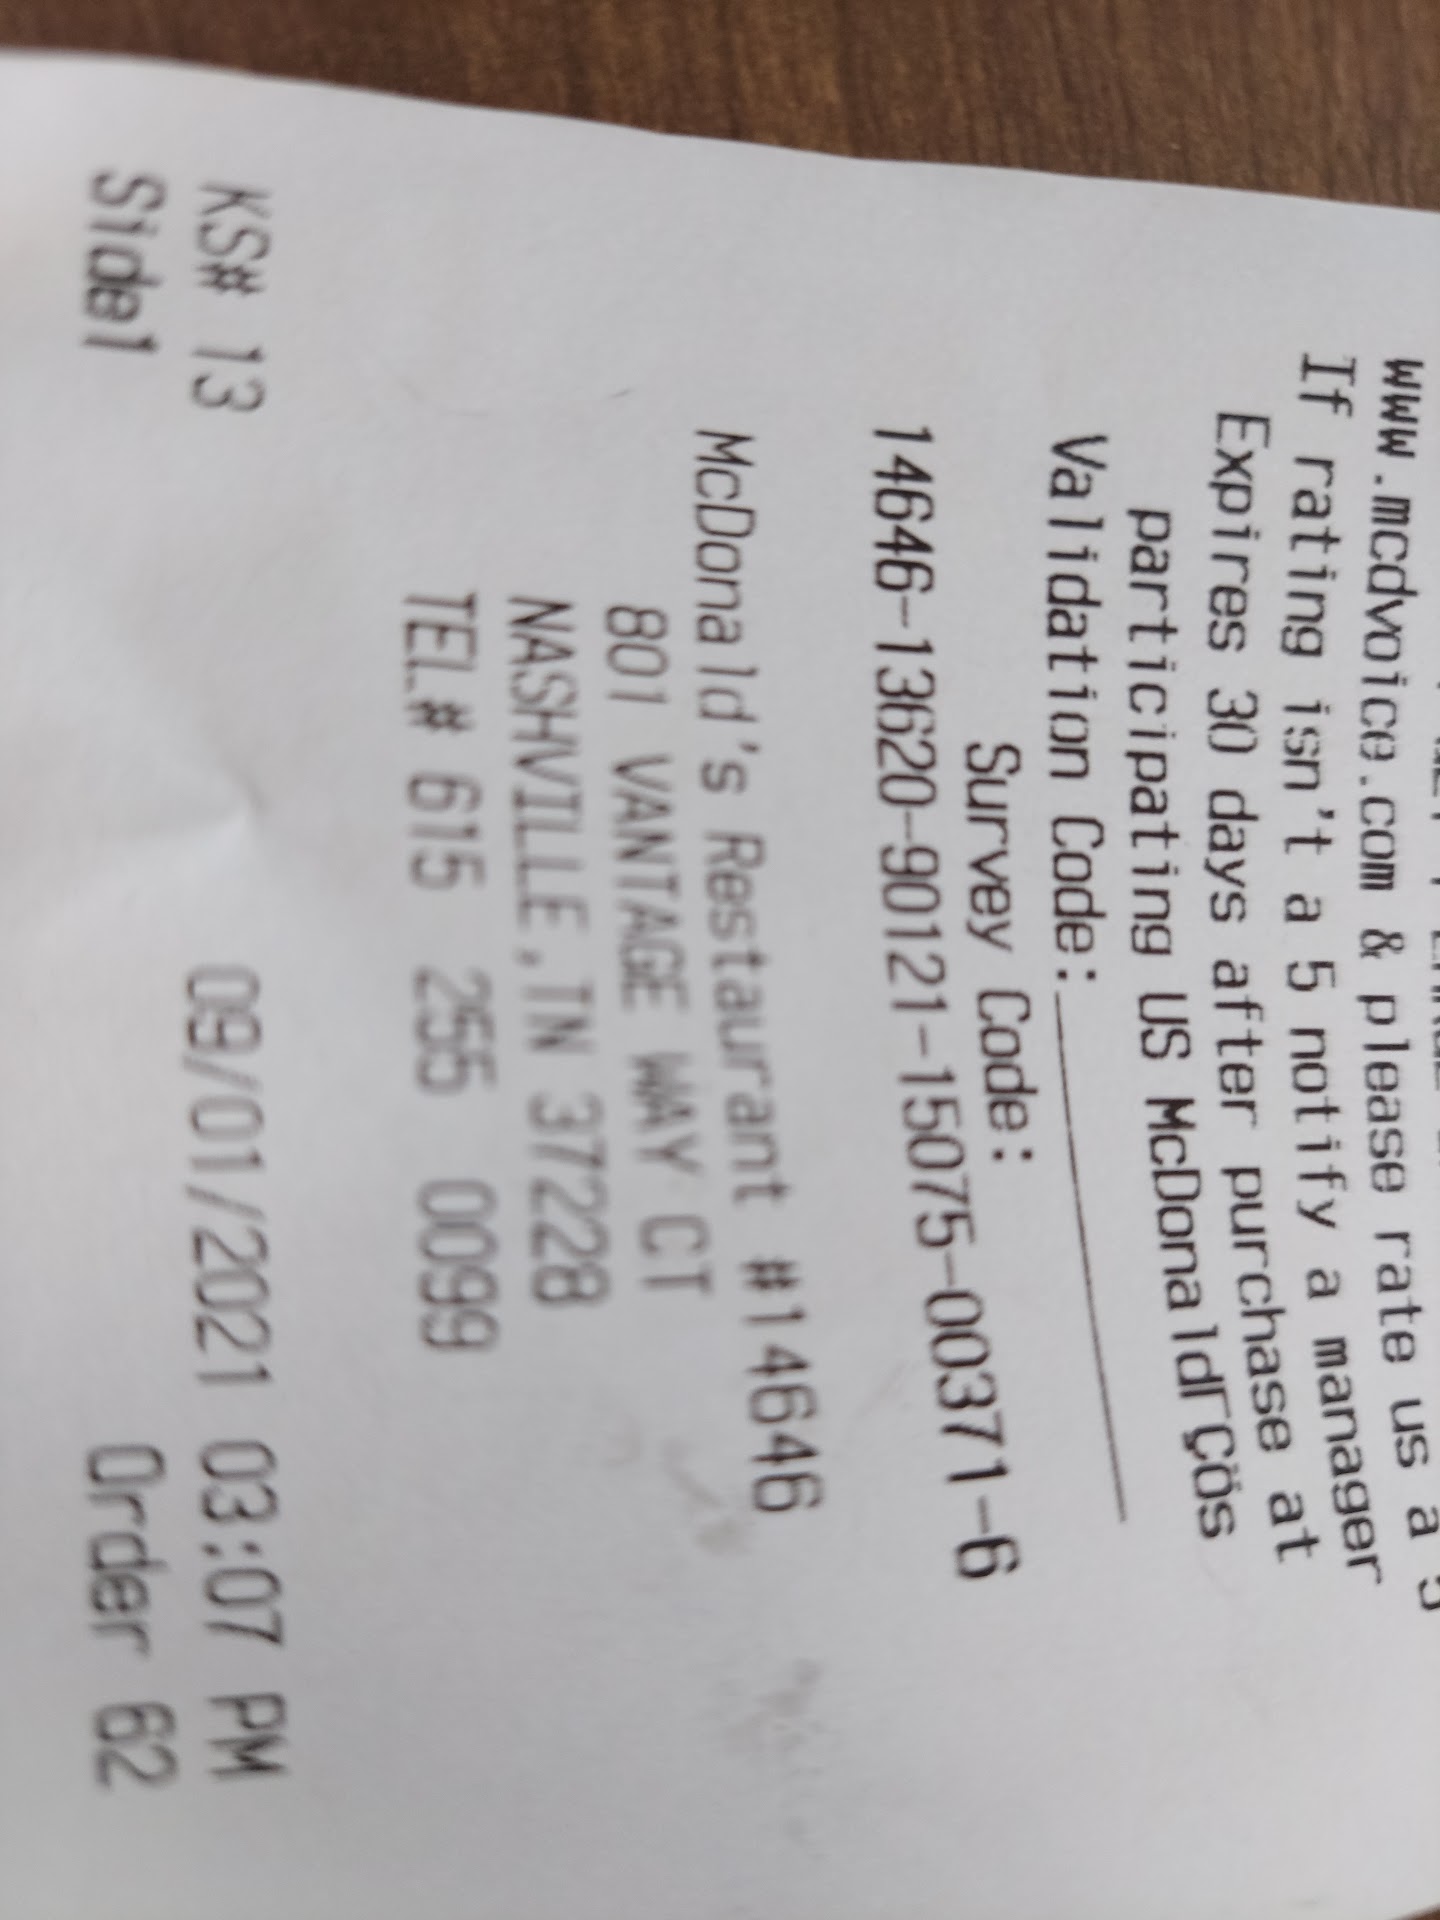 www.mcdvoice.com & please rate us a 5
If rating isn't a 5 notify a manager
Expires 30 days after purchase at
participating US McDonaldΓÇÖs
Validation Code:
Survey Code:
14646-13620-90121-15075-00371-6
McDonald's Restaurant #14646
801 VANTAGE WAY CT
NASHVILLE,TN 37228
TEL# 615 255 0099
KS# 13 09/01/2021 03:07 PM
Side1 Order 62